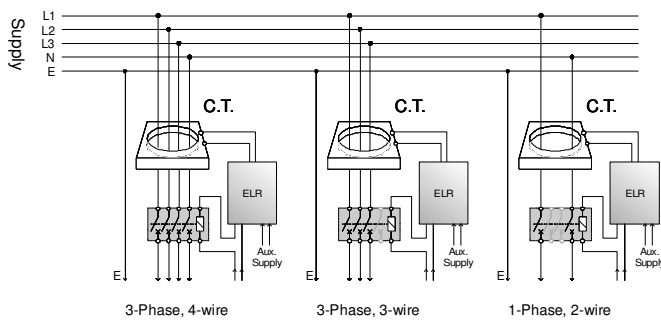 Supply
L1
L2
L3
N
E
C.T.
C.T.
C.T.
ELR
ELR
ELR
Aux.
Supply
Aux.
Supply
Aux.
Supply
E
E
E
3-Phase, 4-wire
3-Phase, 3-wire
1-Phase, 2-wire